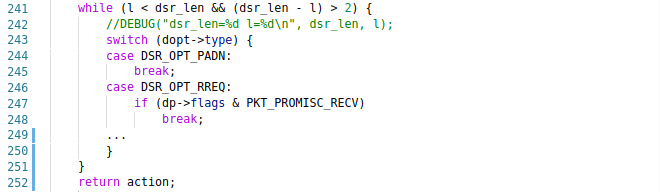 241 while (l < dsr_len && (dsr_len - l) > 2) {
242 //DEBUG("dsr_len=%d l=%d\n", dsr_len, l);
243 switch (dopt->type) {
244 case DSR_OPT_PADN:
245 break;
246 case DSR_OPT_RREQ:
247 if (dp->flags & PKT_PROMISC_RECV)
248 break;
249 ...
250 }
251 }
252 return action;